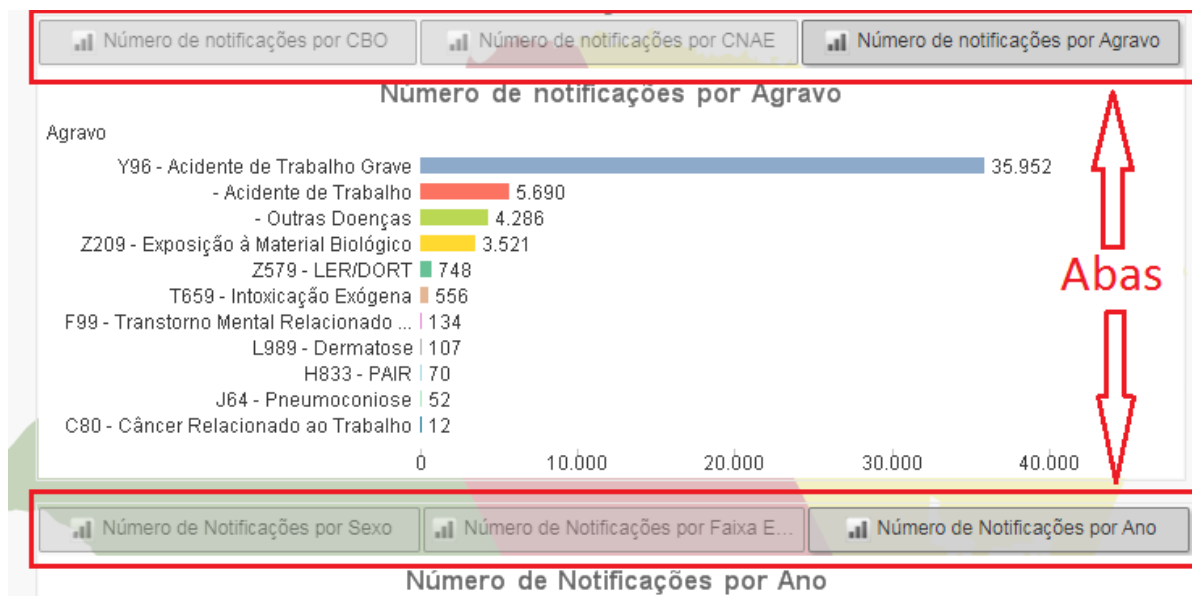 Número de notificações por CBO
Número de notificações por CNAE
Número de notificações por Agravo
Número de notificações por Agravo
Agravo
Y96 - Acidente de Trabalho Grave 35.952
- Acidente de Trabalho 5.690
- Outras Doenças 4.286
Z209 - Exposição à Material Biológico 3.521
Z579 - LER/DORT 748
T659 - Intoxicação Exógena 556
F99 - Transtorno Mental Relacionado ... 134
L989 - Dermatose 107
H833 - PAIR 70
J64 - Pneumoconiose 52
C80 - Câncer Relacionado ao Trabalho 12
0 10.000 20.000 30.000 40.000
Abas
Número de Notificações por Sexo
Número de Notificações por Faixa E...
Número de Notificações por Ano
Número de Notificações por Ano